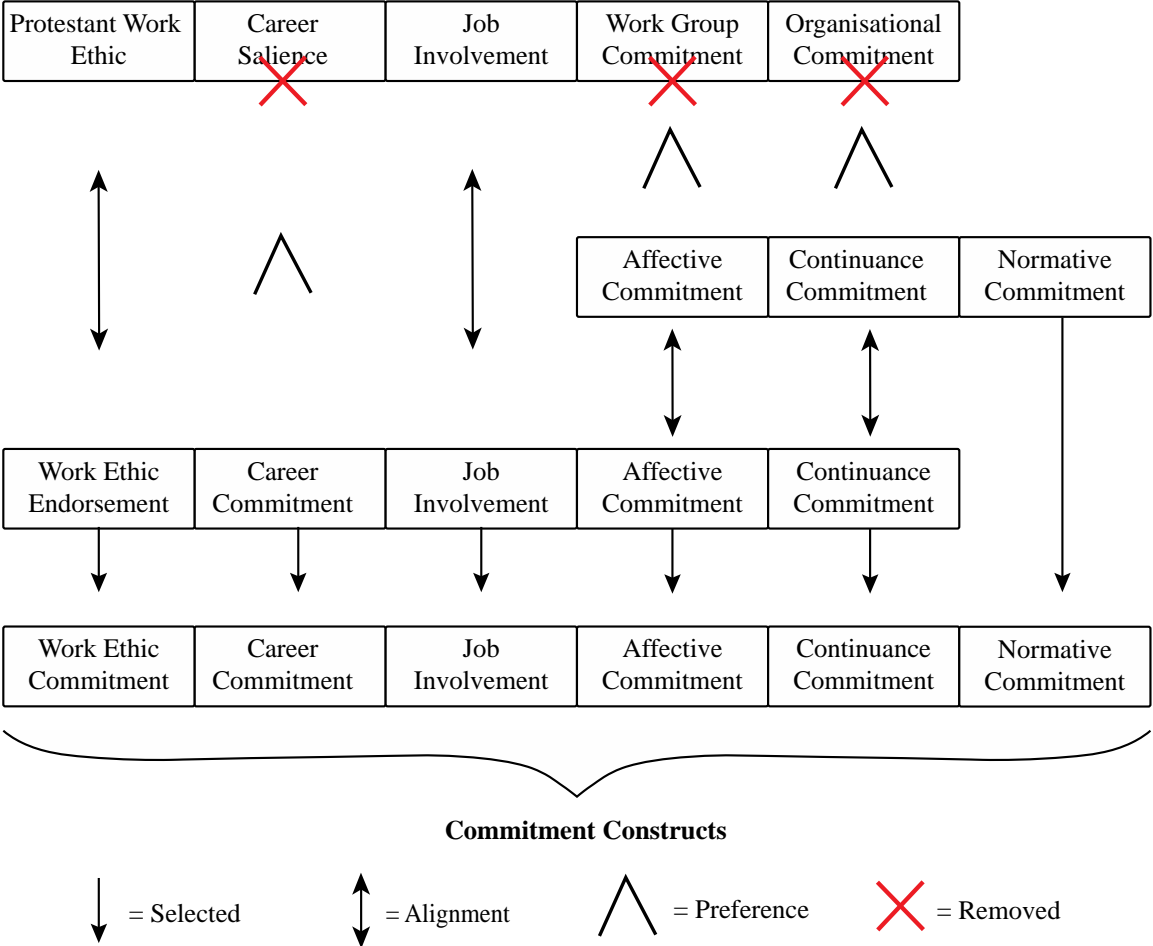 Protestant Work
Ethic
Career
Salience
Job
Involvement
Work Group
Commitment
Organisational
Commitment
Affective
Commitment
Continuance
Commitment
Normative
Commitment
Work Ethic
Endorsement
Career
Commitment
Job
Involvement
Affective
Commitment
Continuance
Commitment
Work Ethic
Commitment
Career
Commitment
Job
Involvement
Affective
Commitment
Continuance
Commitment
Normative
Commitment
Commitment Constructs
= Selected
= Alignment
= Preference
= Removed